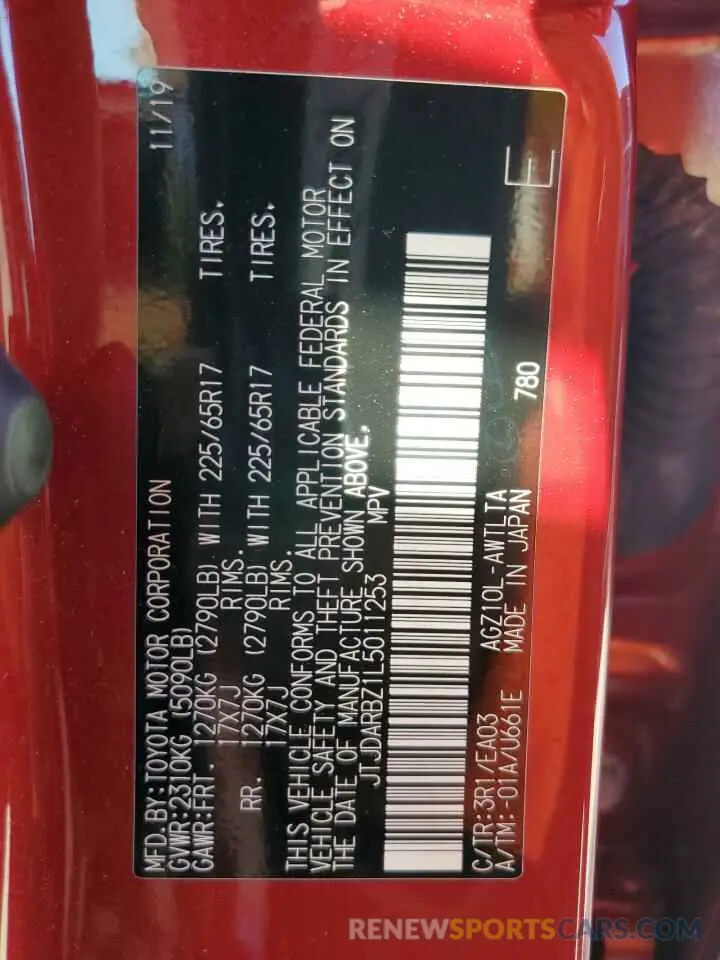 MFD.BY:TOYOTA MOTOR CORPORATION 11/19
GVWR:2310KG (5090LB)
GAWR:FRT. 1270KG (2790LB) WITH 225/65R17 TIRES,
17X7J RIMS.
RR. 1270KG (2790LB) WITH 225/65R17 TIRES,
17X7J RIMS.
THIS VEHICLE CONFORMS TO ALL APPLICABLE FEDERAL MOTOR
VEHICLE SAFETY AND THEFT PREVENTION STANDARDS IN EFFECT ON
THE DATE OF MANUFACTURE SHOWN ABOVE.
JTJDARBZ1L5011253 MPV
C/TR:3R1/EA03 AGZ10L-AWTLTA 780
A/TM:-01A/U661E MADE IN JAPAN
RENEWSPORTSCARS.COM